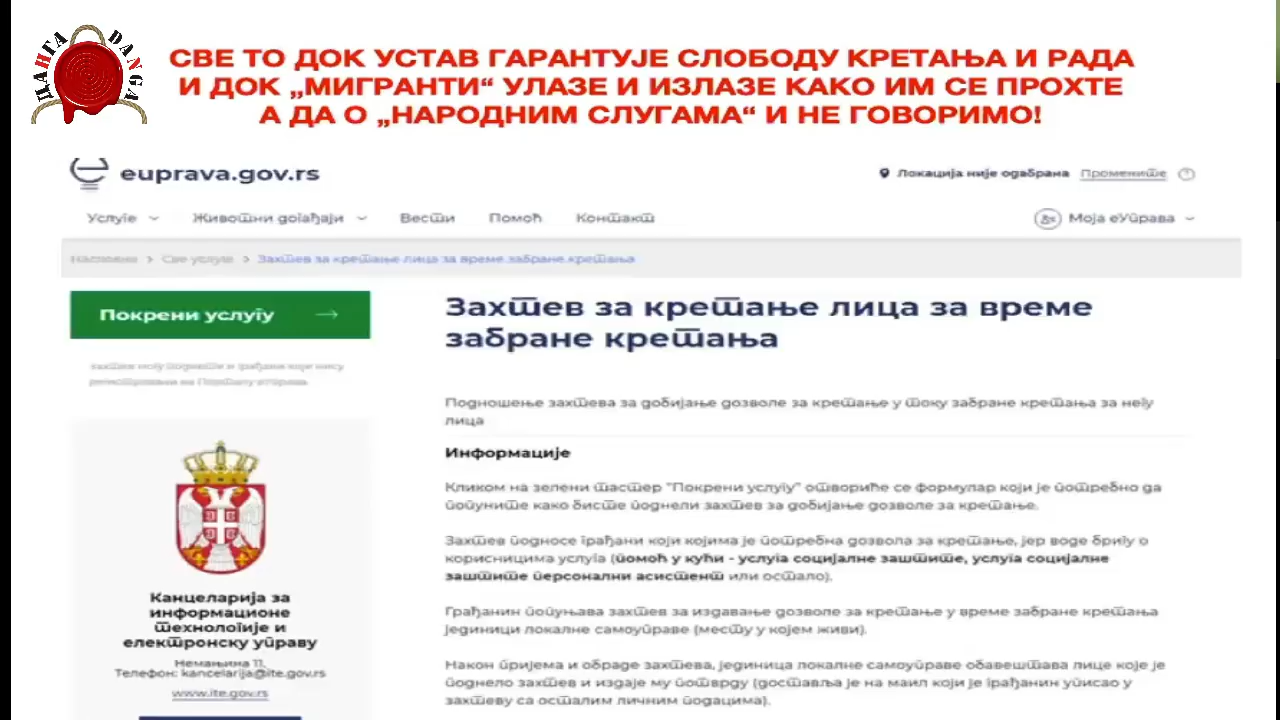 ДАНГА DANGA
СВЕ ТО ДОК УСТАВ ГАРАНТУЈЕ СЛОБОДУ КРЕТАЊА И РАДА
И ДОК „МИГРАНТИ“ УЛАЗЕ И ИЗЛАЗЕ КАКО ИМ СЕ ПРОХТЕ
А ДА О „НАРОДНИМ СЛУГАМА“ И НЕ ГОВОРИМО!
euprava.gov.rs
Локација није одабрана Промените
Услуге Животни догађаји Вести Помоћ Контакт
Моја еУправа
Насловна > Све услуге > Захтев за кретање лица за време забране кретања
Покрени услугу →
захтев могу поднети и грађани који нису
регистровани на Порталу еУправа
Канцеларија за
информационе
технологије и
електронску управу
Немањина 11,
Телефон: kancelarija@ite.gov.rs
www.ite.gov.rs
Захтев за кретање лица за време
забране кретања
Подношење захтева за добијање дозволе за кретање у току забране кретања за негу
лица
Информације
Кликом на зелени тастер "Покрени услугу" отвориће се формулар који је потребно да
попуните како бисте поднели захтев за добијање дозволе за кретање.
Захтев подносе грађани који којима је потребна дозвола за кретање, јер воде бригу о
корисницима услуга (помоћ у кући - услуга социјалне заштите, услуга социјалне
заштите персонални асистент или остало).
Грађанин попуњава захтев за издавање дозволе за кретање у време забране кретања
јединици локалне самоуправе (месту у којем живи).
Након пријема и обраде захтева, јединица локалне самоуправе обавештава лице које је
поднело захтев и издаје му потврду (доставља је на маил који је грађанин уписао у
захтеву са осталим личним подацима).